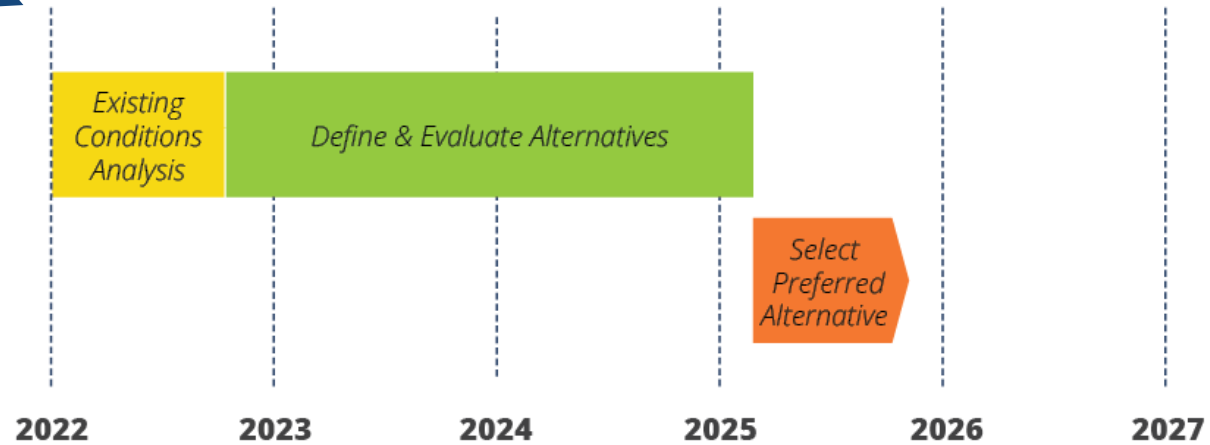 Existing
Conditions
Analysis
Define & Evaluate Alternatives
Select
Preferred
Alternative
2022 2023 2024 2025 2026 2027